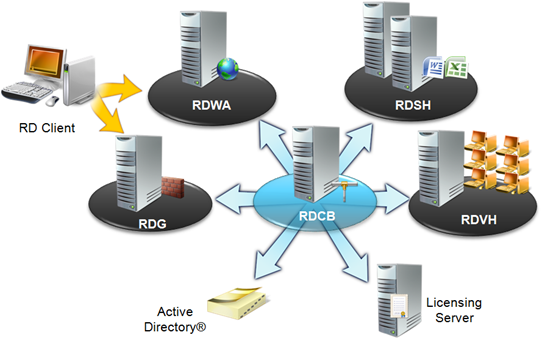 RDWA
RDSH
RD Client
RDG
RDCB
RDVH
Active
Directory®
Licensing
Server